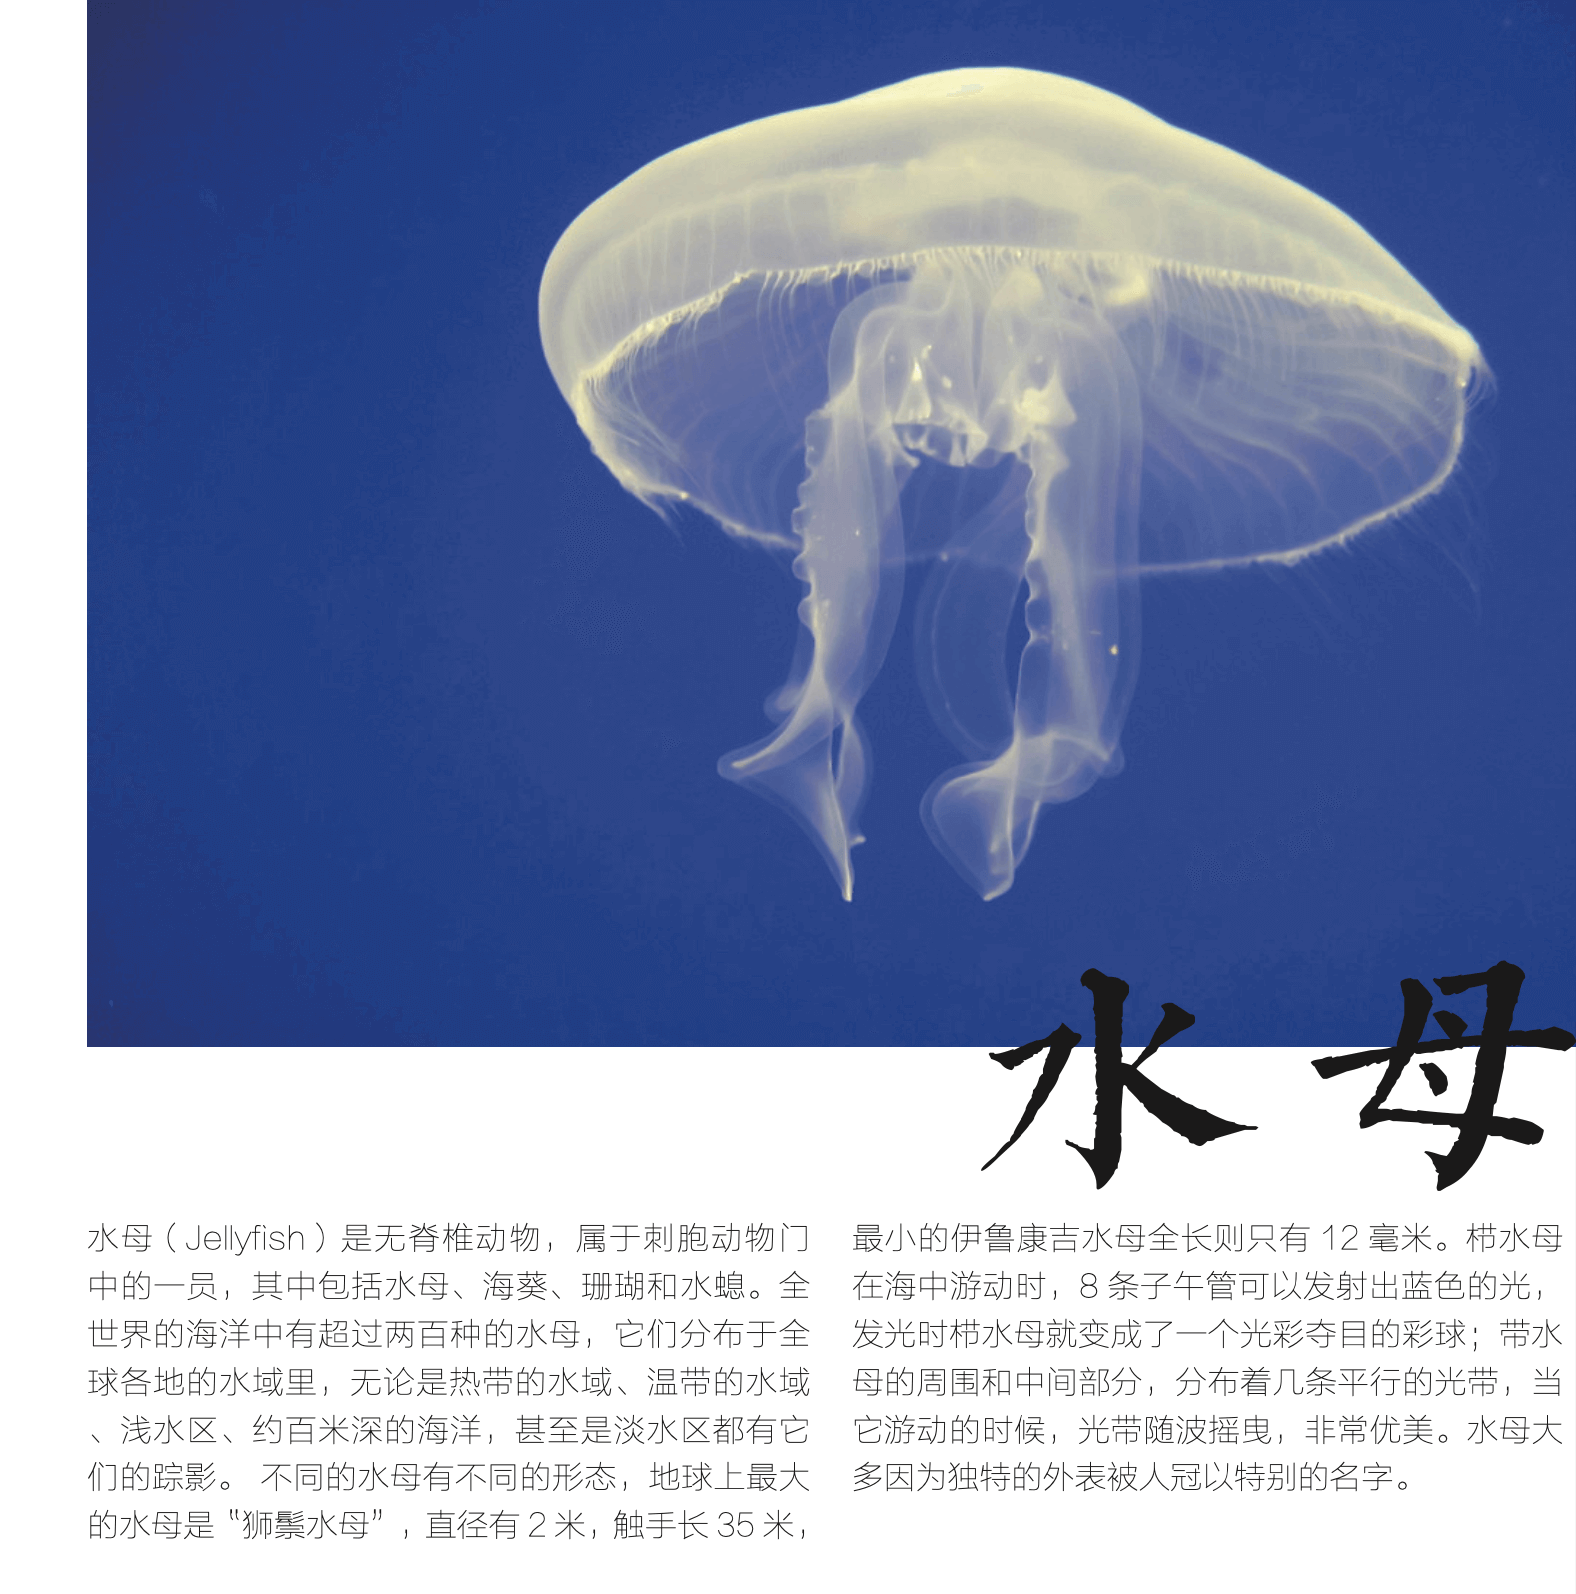 水母
水母（Jellyfish）是无脊椎动物，属于刺胞动物门
中的一员，其中包括水母、海葵、珊瑚和水螅。全
世界的海洋中有超过两百种的水母，它们分布于全
球各地的水域里，无论是热带的水域、温带的水域
、浅水区、约百米深的海洋，甚至是淡水区都有它
们的踪影。 不同的水母有不同的形态，地球上最大
的水母是“狮鬃水母”，直径有 2 米，触手长 35 米，
最小的伊鲁康吉水母全长则只有 12 毫米。栉水母
在海中游动时，8 条子午管可以发射出蓝色的光，
发光时栉水母就变成了一个光彩夺目的彩球；带水
母的周围和中间部分，分布着几条平行的光带，当
它游动的时候，光带随波摇曳，非常优美。水母大
多因为独特的外表被人冠以特别的名字。